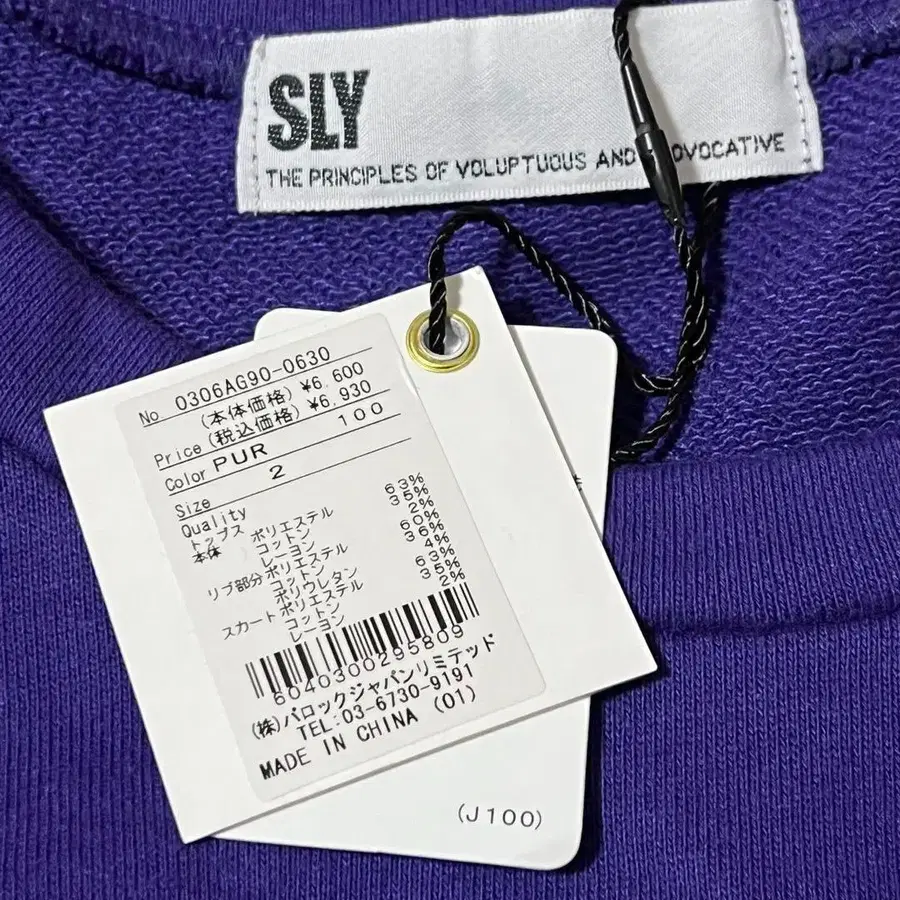 SLY
THE PRINCIPLES OF VOLUPTUOUS AND OVOCATIVE
No 0306AG90-0630
(本体価格) ¥6,600
Price (税込価格) ¥6,930
Color PUR 100
Size 2
Quality
トップス
本体 ポリエステル 63%
コットン 35%
レーヨン 2%
リブ部分 ポリエステル 60%
コットン 36%
ポリウレタン 4%
スカート ポリエステル 63%
コットン 35%
レーヨン 2%
6040300295809
(株)バロックジャパンリミテッド
TEL:03-6730-9191
MADE IN CHINA (01)
(J100)